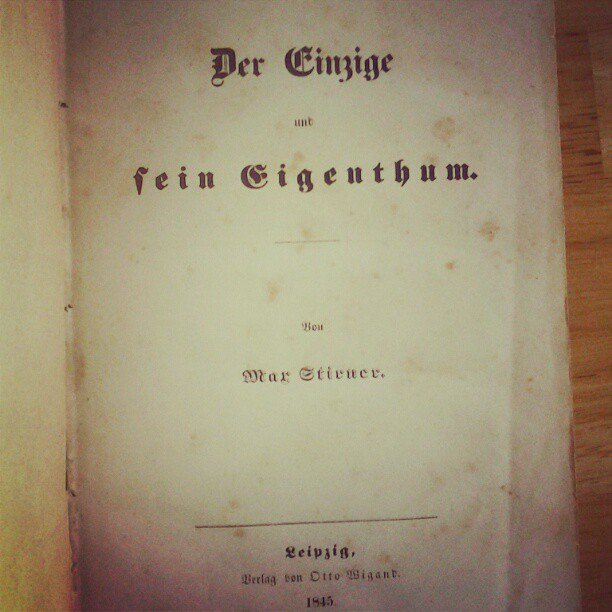 Der Einzige
und
ſein Eigenthum.
Von
Max Stirner.
Leipzig,
Verlag von Otto Wigand.
1845